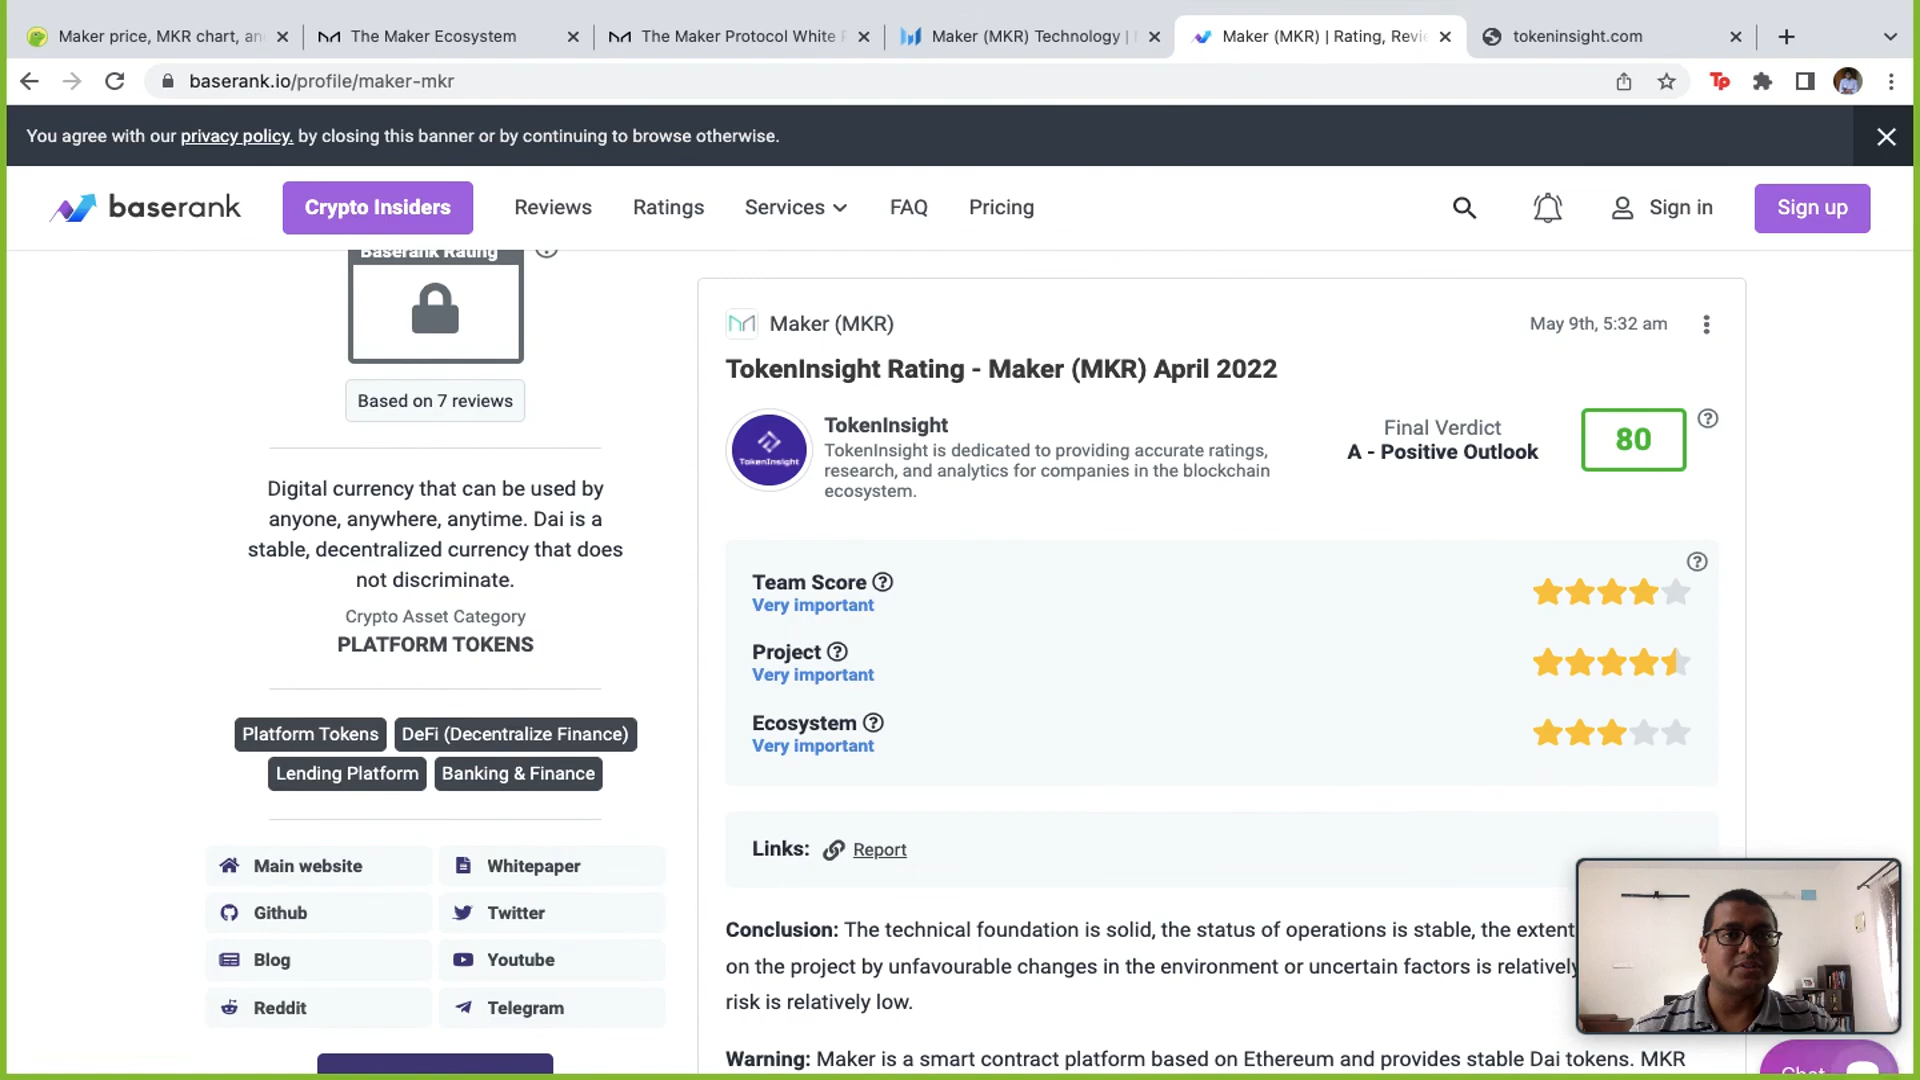 Maker price, MKR chart, an
The Maker Ecosystem
The Maker Protocol White P
Maker (MKR) Technology |
Maker (MKR) | Rating, Revie
tokeninsight.com
baserank.io/profile/maker-mkr
Tp
You agree with our privacy policy. by closing this banner or by continuing to browse otherwise.
baserank
Crypto Insiders
Reviews
Ratings
Services
FAQ
Pricing
Sign in
Sign up
Baserank Rating
Based on 7 reviews
Digital currency that can be used by
anyone, anywhere, anytime. Dai is a
stable, decentralized currency that does
not discriminate.
Crypto Asset Category
PLATFORM TOKENS
Platform Tokens
DeFi (Decentralize Finance)
Lending Platform
Banking & Finance
Main website
Whitepaper
Github
Twitter
Blog
Youtube
Reddit
Telegram
Maker (MKR)
May 9th, 5:32 am
TokenInsight Rating - Maker (MKR) April 2022
TokenInsight
TokenInsight
TokenInsight is dedicated to providing accurate ratings,
research, and analytics for companies in the blockchain
ecosystem.
Final Verdict
A - Positive Outlook
80
Team Score
Very important
Project
Very important
Ecosystem
Very important
Links: Report
Conclusion: The technical foundation is solid, the status of operations is stable, the extent
on the project by unfavourable changes in the environment or uncertain factors is relatively
risk is relatively low.
Warning: Maker is a smart contract platform based on Ethereum and provides stable Dai tokens. MKR
Chat